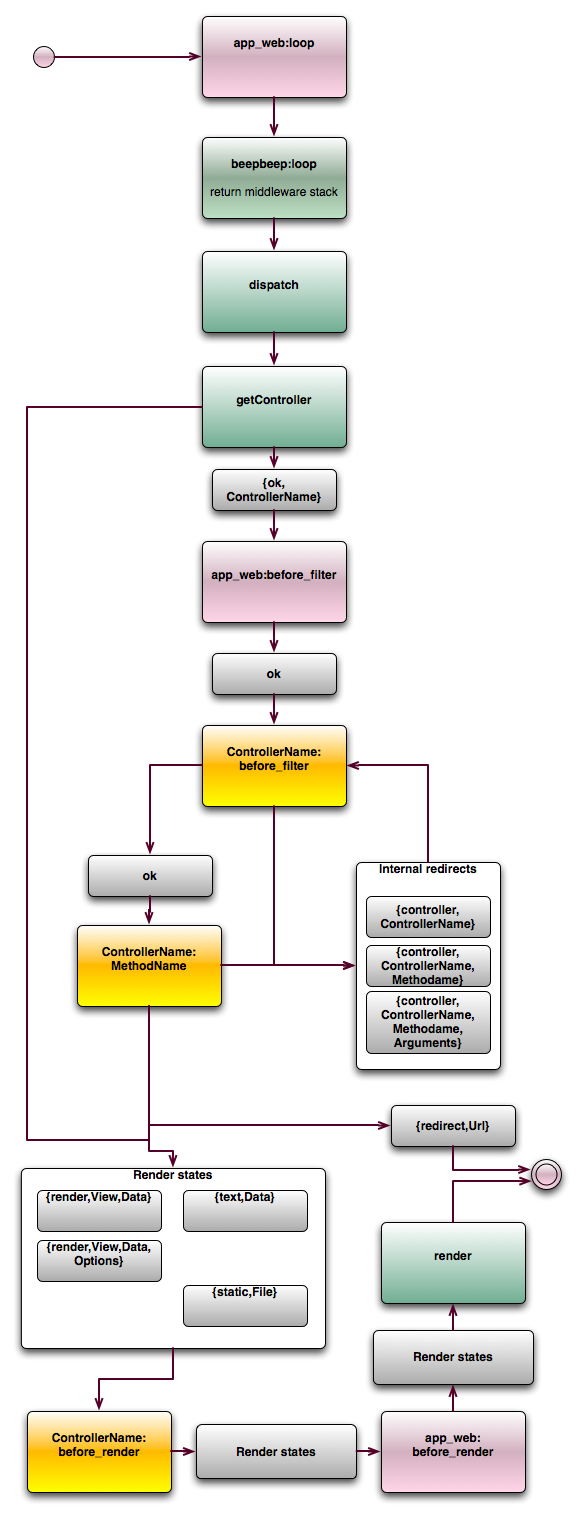 app_web:loop
beepbeep:loop
return middleware stack
dispatch
getController
{ok,
ControllerName}
app_web:before_filter
ok
ControllerName:
before_filter
ok
ControllerName:
MethodName
Internal redirects
{controller,
ControllerName}
{controller,
ControllerName,
Methodame}
{controller,
ControllerName,
Methodame,
Arguments}
{redirect,Url}
Render states
{render,View,Data}
{text,Data}
{render,View,Data,
Options}
{static,File}
render
Render states
ControllerName:
before_render
Render states
app_web:
before_render